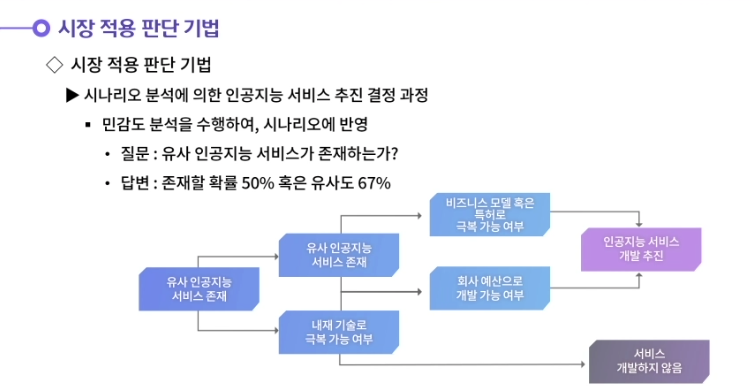 시장 적용 판단 기법
◇ 시장 적용 판단 기법
▶ 시나리오 분석에 의한 인공지능 서비스 추진 결정 과정
▪ 민감도 분석을 수행하여, 시나리오에 반영
• 질문 : 유사 인공지능 서비스가 존재하는가?
• 답변 : 존재할 확률 50% 혹은 유사도 67%
유사 인공지능
서비스 존재
유사 인공지능
서비스 존재
내재 기술로
극복 가능 여부
비즈니스 모델 혹은
특허로
극복 가능 여부
회사 예산으로
개발 가능 여부
인공지능 서비스
개발 추진
서비스
개발하지 않음